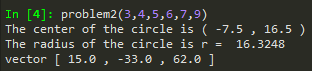 In [4]: problem2(3,4,5,6,7,9)
The center of the circle is ( -7.5 , 16.5 )
The radius of the circle is r =  16.3248
vector [ 15.0 , -33.0 , 62.0 ]